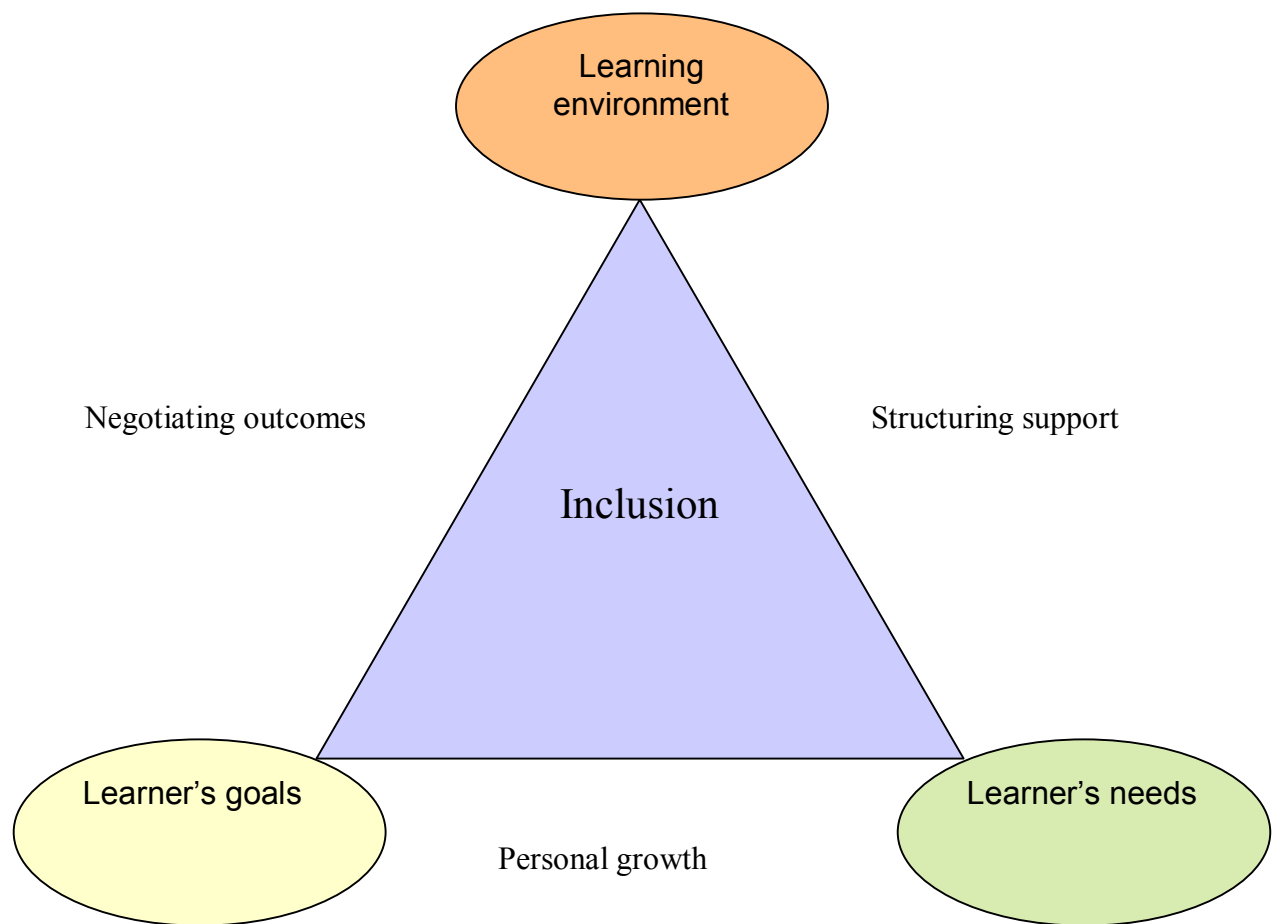 Learning
environment
Negotiating outcomes
Structuring support
Inclusion
Learner’s goals
Learner’s needs
Personal growth